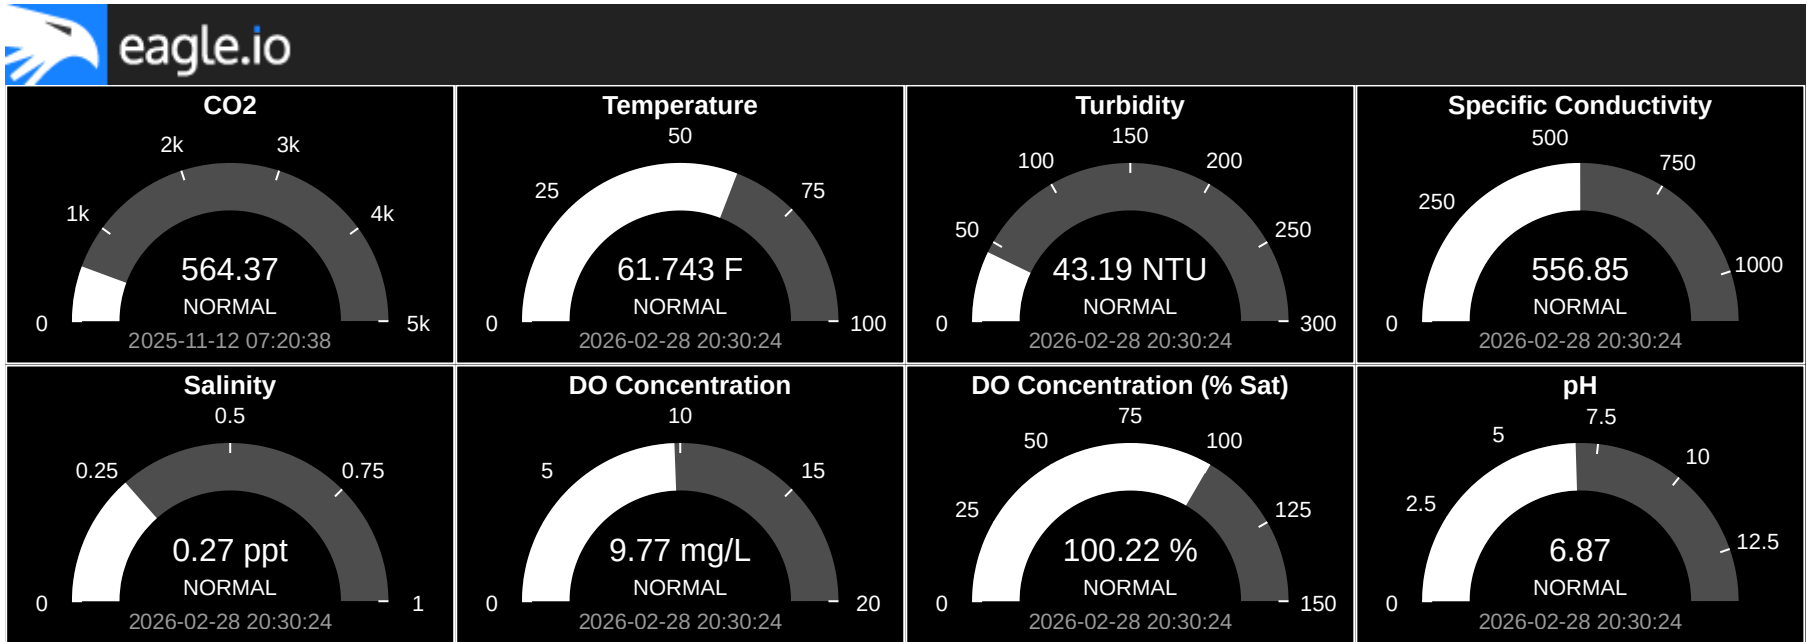 eagle.io
CO2
0
1k
2k
3k
4k
5k
564.37
NORMAL
2025-11-12 07:20:38
Temperature
0
25
50
75
100
61.743 F
NORMAL
2026-02-28 20:30:24
Turbidity
0
50
100
150
200
250
300
43.19 NTU
NORMAL
2026-02-28 20:30:24
Specific Conductivity
0
250
500
750
1000
556.85
NORMAL
2026-02-28 20:30:24
Salinity
0
0.25
0.5
0.75
1
0.27 ppt
NORMAL
2026-02-28 20:30:24
DO Concentration
0
5
10
15
20
9.77 mg/L
NORMAL
2026-02-28 20:30:24
DO Concentration (% Sat)
0
25
50
75
100
125
150
100.22 %
NORMAL
2026-02-28 20:30:24
pH
0
2.5
5
7.5
10
12.5
6.87
NORMAL
2026-02-28 20:30:24